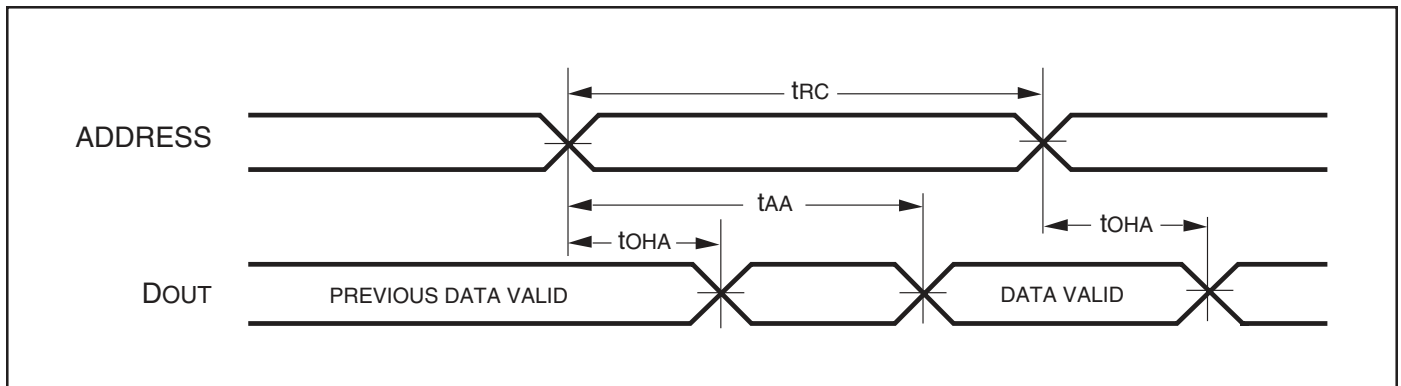 tRC
ADDRESS
tAA
tOHA
tOHA
DOUT
PREVIOUS DATA VALID
DATA VALID